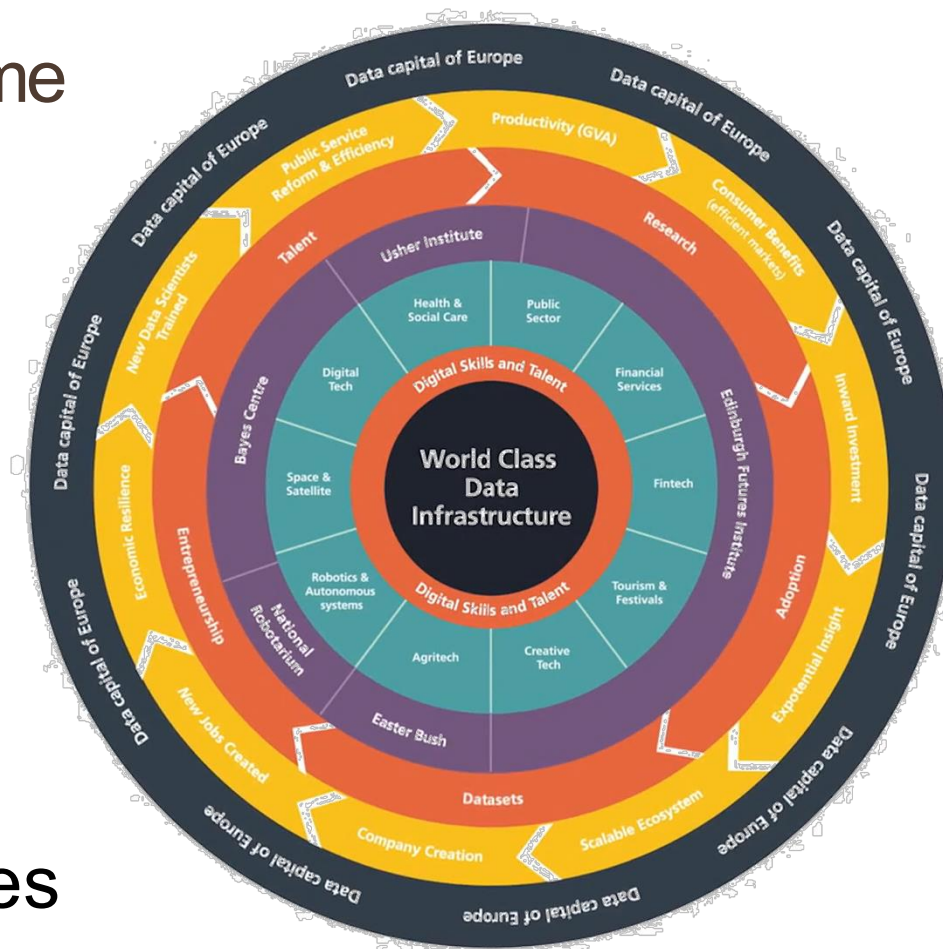 me
es
Data capital of Europe
Data capital of Europe
Data capital of Europe
Data capital of Europe
Data capital of Europe
Data capital of Europe
Data capital of Europe
Data capital of Europe
Data capital of Europe
Data capital of Europe
Data capital of Europe
Productivity (GVA)
Consumer Benefits
(efficient markets)
Inward Investment
Expotential Insight
Scalable Ecosystem
Company Creation
New Jobs Created
Economic Resilience
New Data Scientists
Trained
Public Service
Reform & Efficiency
Research
Adoption
Datasets
Entrepreneurship
Talent
Usher Institute
Edinburgh Futures Institute
Easter Bush
National
Robotarium
Bayes Centre
Health &
Social Care
Public
Sector
Financial
Services
Fintech
Tourism &
Festivals
Creative
Tech
Agritech
Robotics &
Autonomous
systems
Space &
Satellite
Digital
Tech
Digital Skills and Talent
World Class
Data
Infrastructure
Digital Skills and Talent